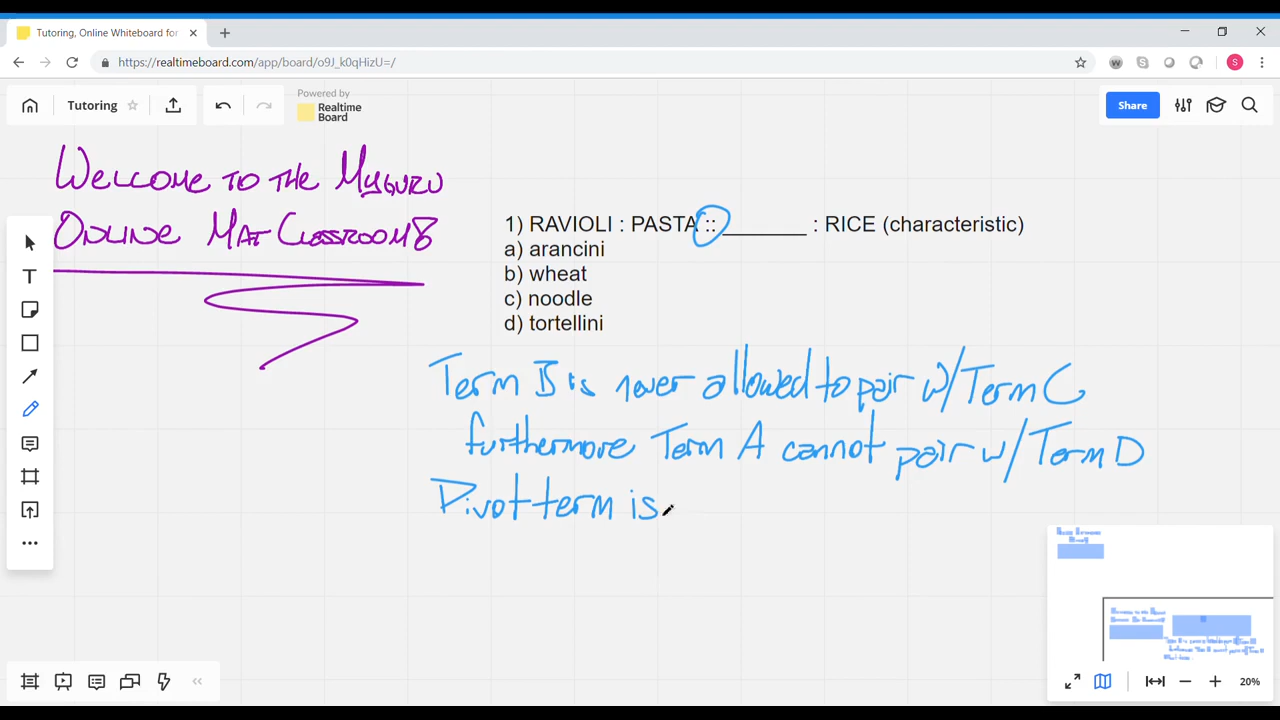 Tutoring, Online Whiteboard for
https://realtimeboard.com/app/board/o9J_k0qHizU=/
S
Tutoring
Powered by
Realtime
Board
Share
WELCOME TO THE MYGURU
ONLINE MAT CLASSROOM
1) RAVIOLI : PASTA :: _______ : RICE (characteristic)
a) arancini
b) wheat
c) noodle
d) tortellini
Term B is never allowed to pair w/ Term C
furthermore Term A cannot pair w/ Term D
Pivot term is
20%